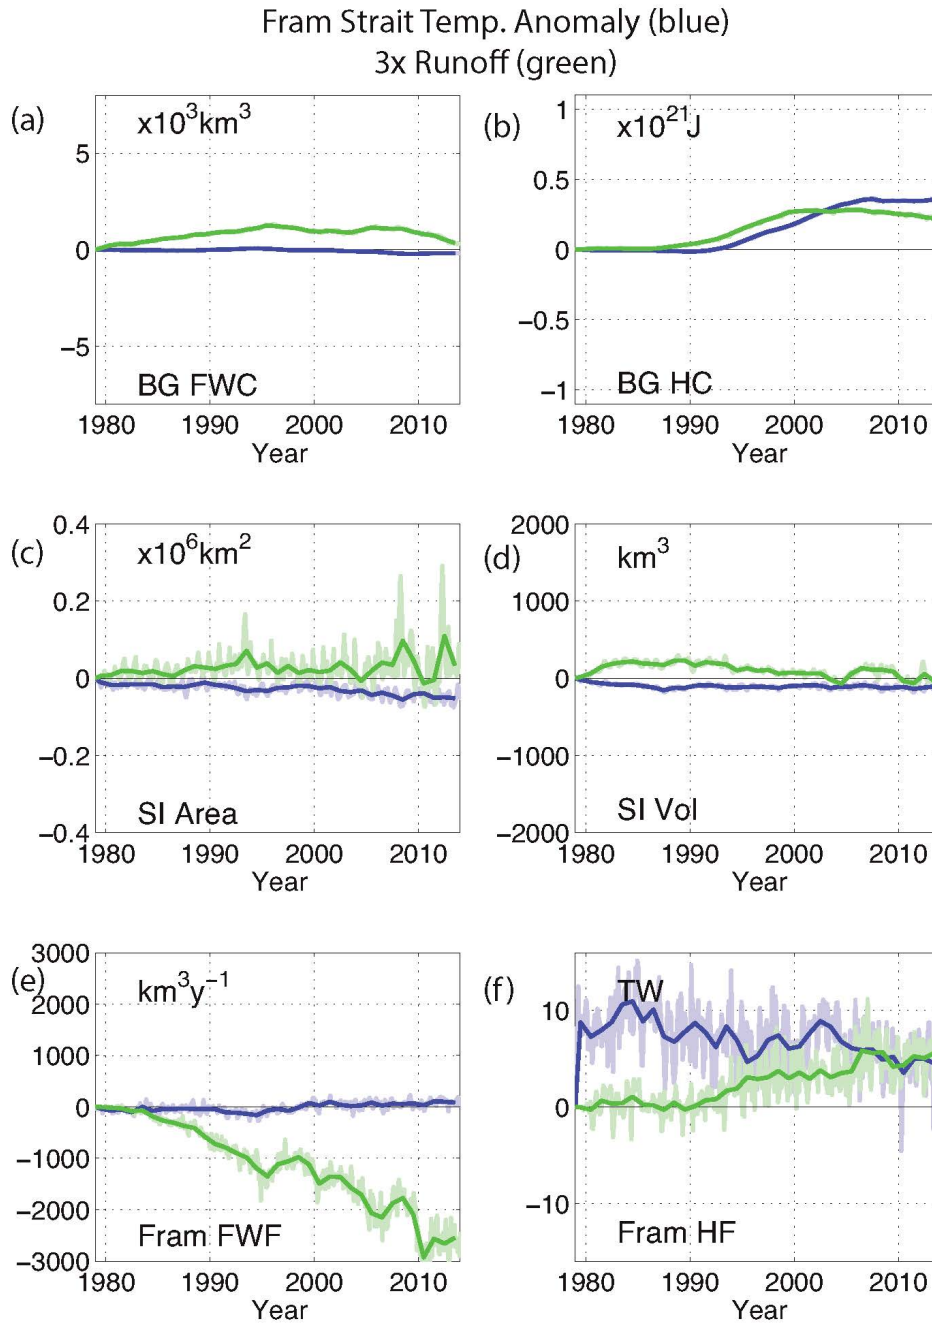 Fram Strait Temp. Anomaly (blue)
3x Runoff (green)
(a)
x10³km³
5
0
−5
BG FWC
1980 1990 2000 2010
Year
(b)
x10²¹J
1
0.5
0
−0.5
−1
BG HC
1980 1990 2000 2010
Year
(c)
x10⁶km²
0.4
0.2
0
−0.2
−0.4
SI Area
1980 1990 2000 2010
Year
(d)
km³
2000
1000
0
−1000
−2000
SI Vol
1980 1990 2000 2010
Year
(e)
km³y⁻¹
3000
2000
1000
0
−1000
−2000
−3000
Fram FWF
1980 1990 2000 2010
Year
(f)
TW
10
0
−10
Fram HF
1980 1990 2000 2010
Year